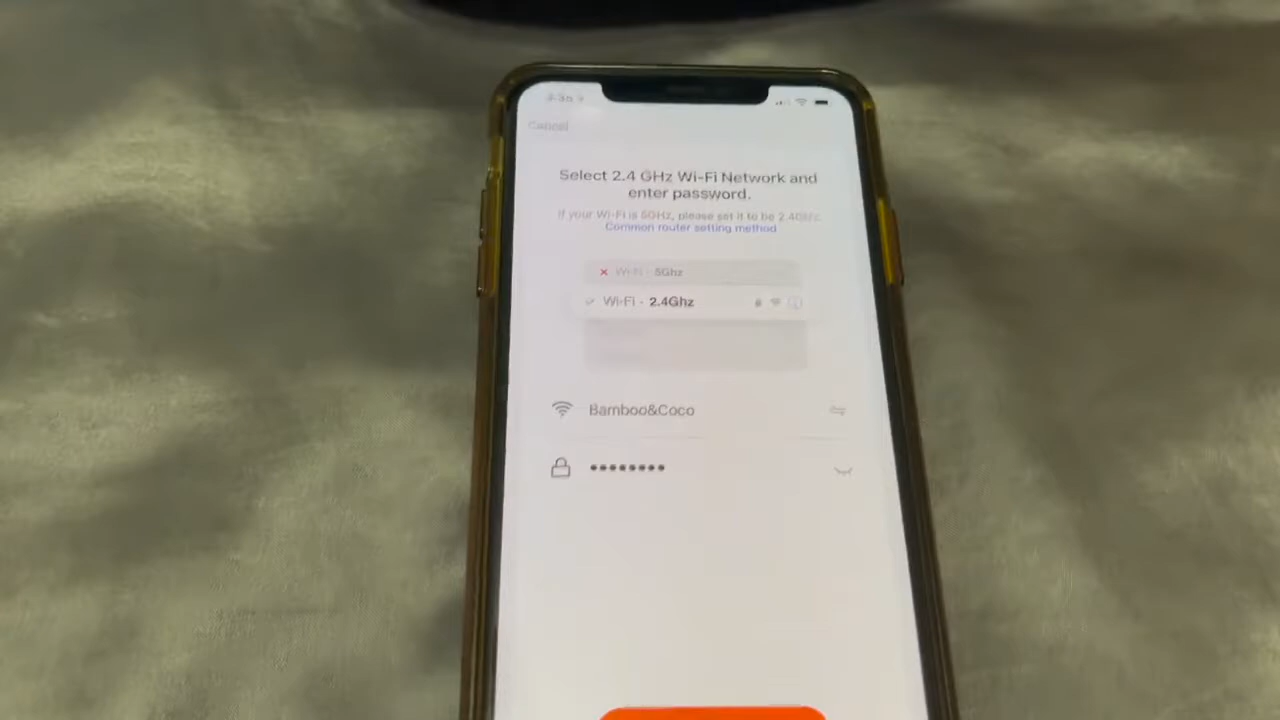 Cancel
Select 2.4 GHz Wi-Fi Network and
enter password.
If your Wi-Fi is 5GHz, please set it to be 2.4GHz.
Common router setting method
Wi-Fi - 5Ghz
Wi-Fi - 2.4Ghz
Bamboo&Coco